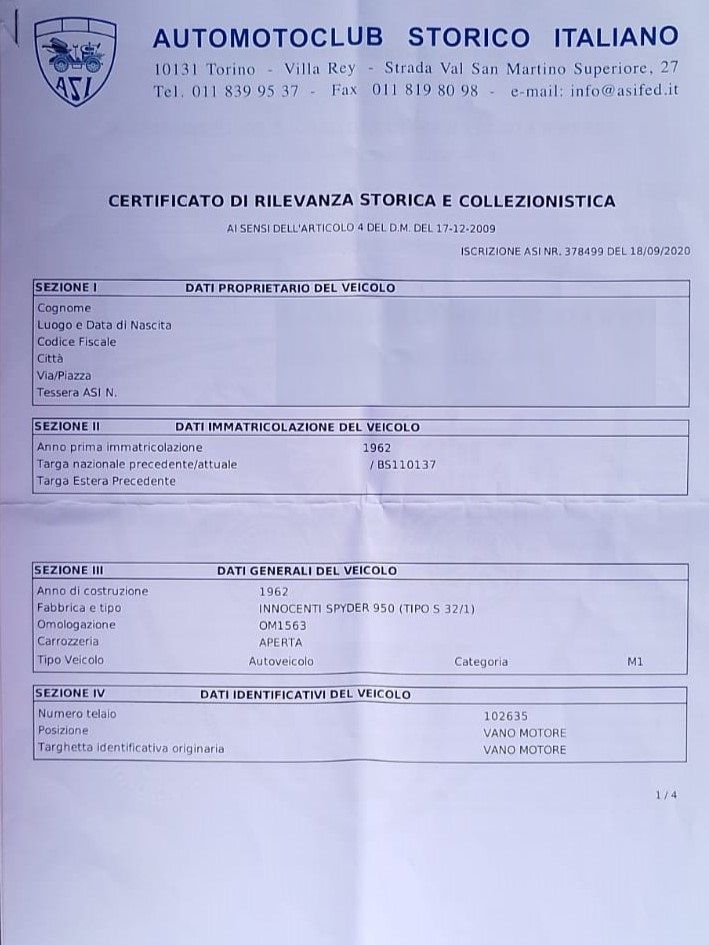 ASI
AUTOMOTOCLUB STORICO ITALIANO
10131 Torino - Villa Rey - Strada Val San Martino Superiore, 27
Tel. 011 839 95 37 - Fax 011 819 80 98 - e-mail: info@asifed.it
CERTIFICATO DI RILEVANZA STORICA E COLLEZIONISTICA
AI SENSI DELL'ARTICOLO 4 DEL D.M. DEL 17-12-2009
ISCRIZIONE ASI NR. 378499 DEL 18/09/2020
SEZIONE I DATI PROPRIETARIO DEL VEICOLO
Cognome
Luogo e Data di Nascita
Codice Fiscale
Città
Via/Piazza
Tessera ASI N.
SEZIONE II DATI IMMATRICOLAZIONE DEL VEICOLO
Anno prima immatricolazione 1962
Targa nazionale precedente/attuale / BS110137
Targa Estera Precedente
SEZIONE III DATI GENERALI DEL VEICOLO
Anno di costruzione 1962
Fabbrica e tipo INNOCENTI SPYDER 950 (TIPO S 32/1)
Omologazione OM1563
Carrozzeria APERTA
Tipo Veicolo Autoveicolo Categoria M1
SEZIONE IV DATI IDENTIFICATIVI DEL VEICOLO
Numero telaio 102635
Posizione VANO MOTORE
Targhetta identificativa originaria VANO MOTORE
1 / 4